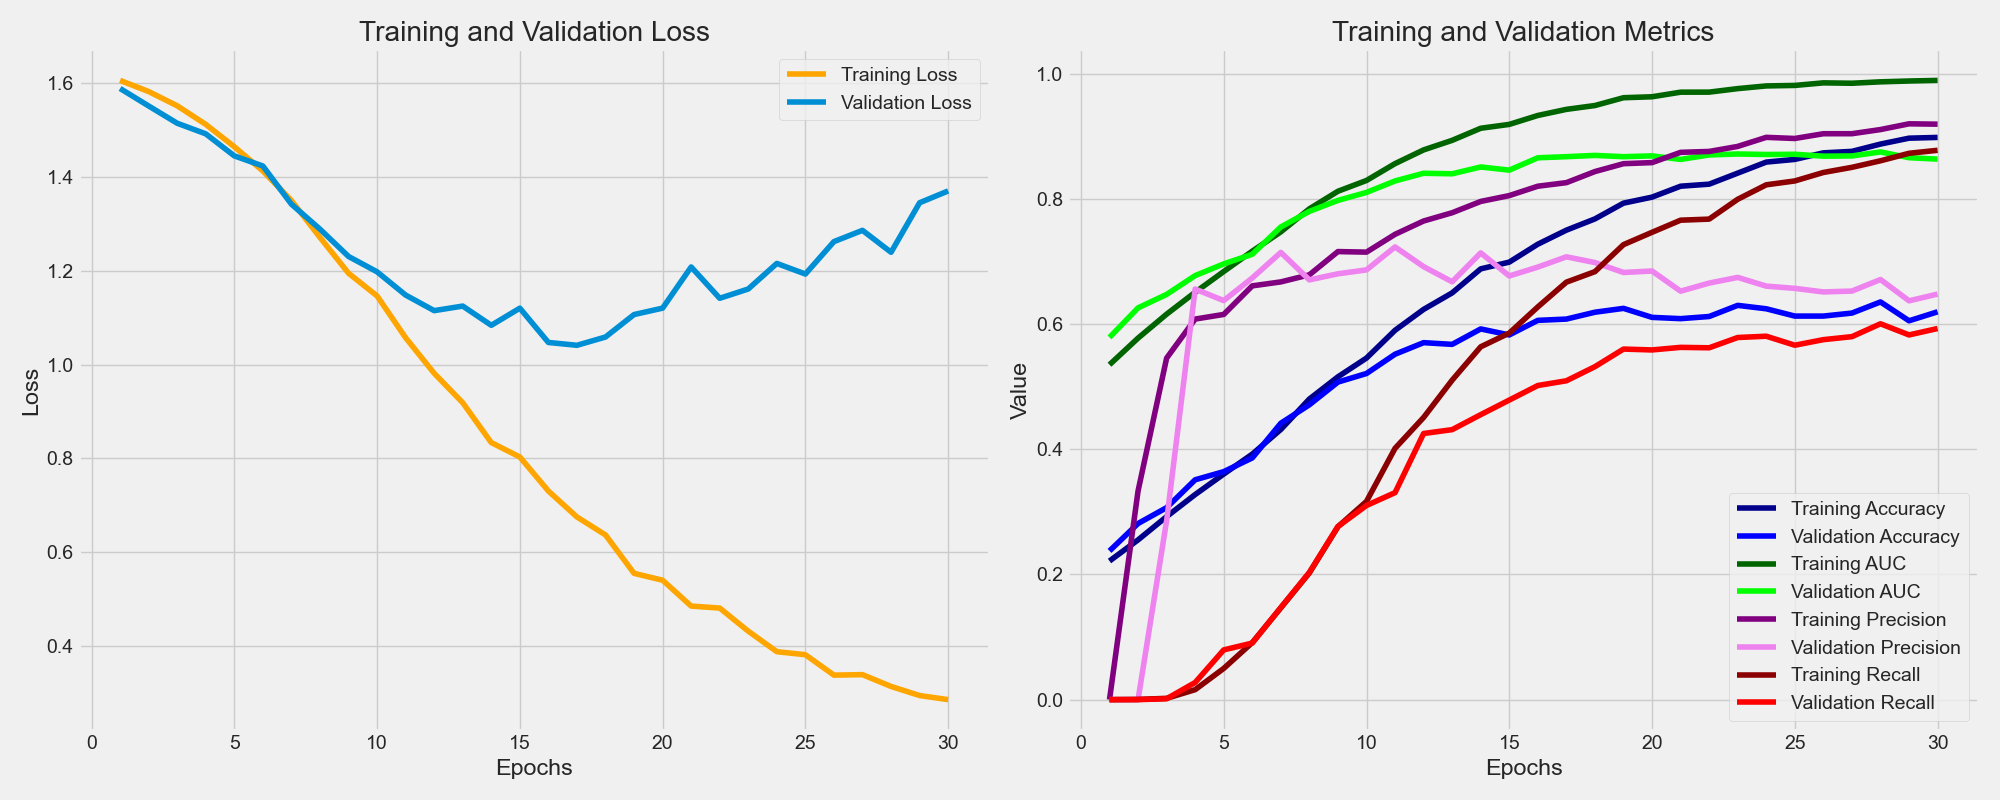 Training and Validation Loss
Training Loss
Validation Loss
1.6
1.4
1.2
1.0
0.8
0.6
0.4
Loss
0
5
10
15
20
25
30
Epochs
Training and Validation Metrics
1.0
0.8
0.6
0.4
0.2
0.0
Value
Training Accuracy
Validation Accuracy
Training AUC
Validation AUC
Training Precision
Validation Precision
Training Recall
Validation Recall
0
5
10
15
20
25
30
Epochs